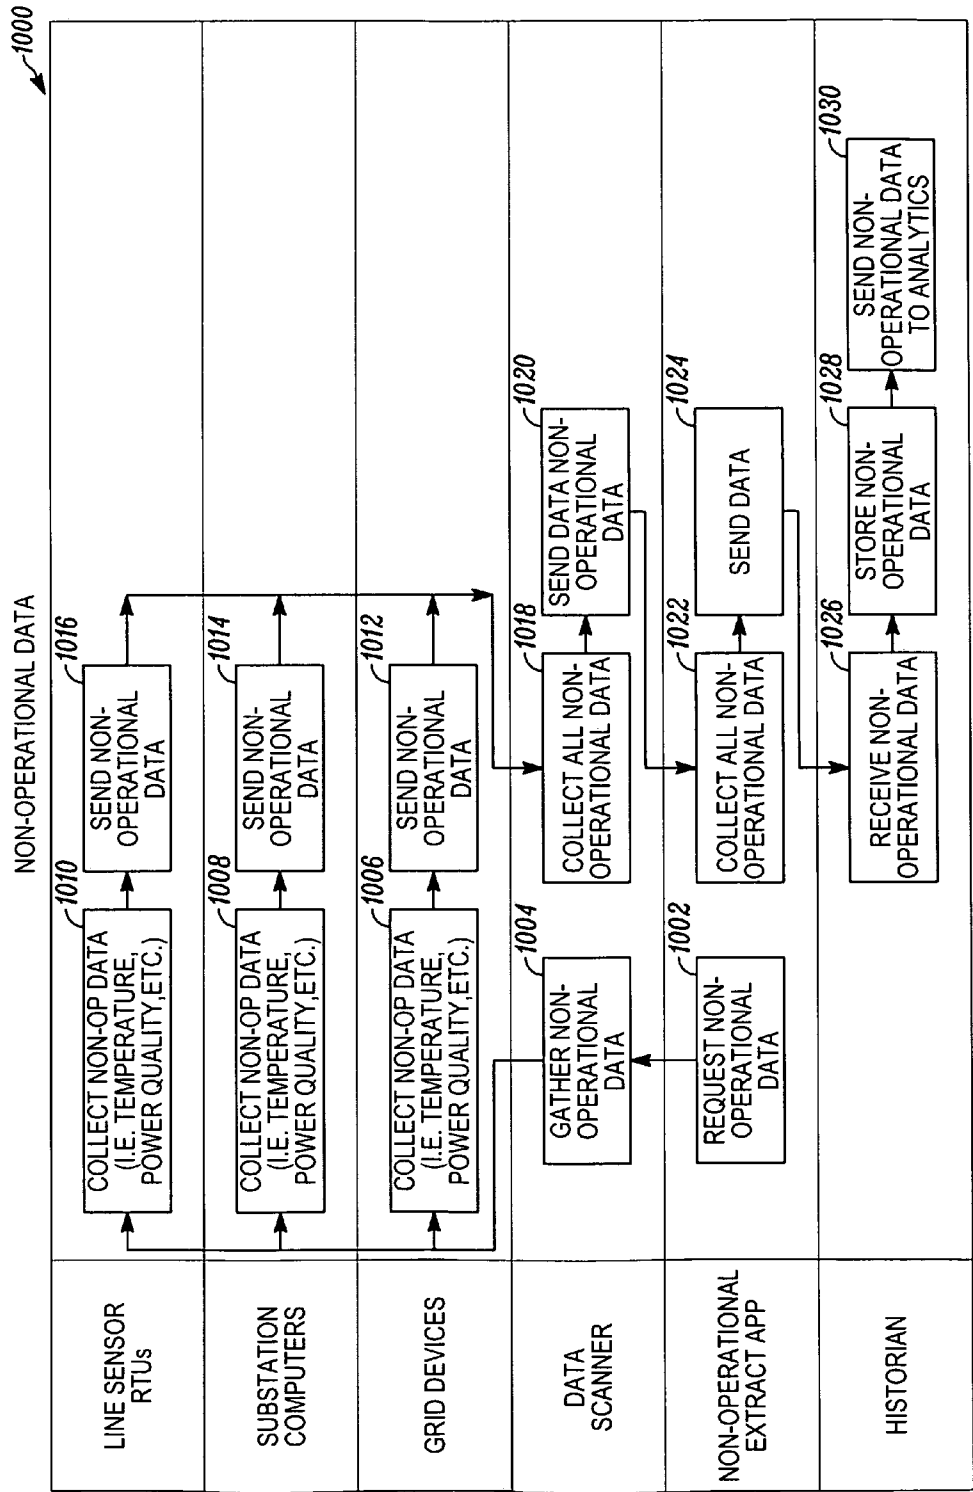 NON-OPERATIONAL DATA
1000
LINE SENSOR
RTUs
1010
COLLECT NON-OP DATA
(I.E. TEMPERATURE,
POWER QUALITY,ETC.)
1016
SEND NON-
OPERATIONAL
DATA
SUBSTATION
COMPUTERS
1008
COLLECT NON-OP DATA
(I.E. TEMPERATURE,
POWER QUALITY,ETC.)
1014
SEND NON-
OPERATIONAL
DATA
GRID DEVICES
1006
COLLECT NON-OP DATA
(I.E. TEMPERATURE,
POWER QUALITY,ETC.)
1012
SEND NON-
OPERATIONAL
DATA
DATA
SCANNER
1004
GATHER NON-
OPERATIONAL
DATA
1018
COLLECT ALL NON-
OPERATIONAL DATA
1020
SEND DATA NON-
OPERATIONAL
DATA
NON-OPERATIONAL
EXTRACT APP
1002
REQUEST NON-
OPERATIONAL
DATA
1022
COLLECT ALL NON-
OPERATIONAL DATA
1024
SEND DATA
HISTORIAN
1026
RECEIVE NON-
OPERATIONAL DATA
1028
STORE NON-
OPERATIONAL
DATA
1030
SEND NON-
OPERATIONAL DATA
TO ANALYTICS